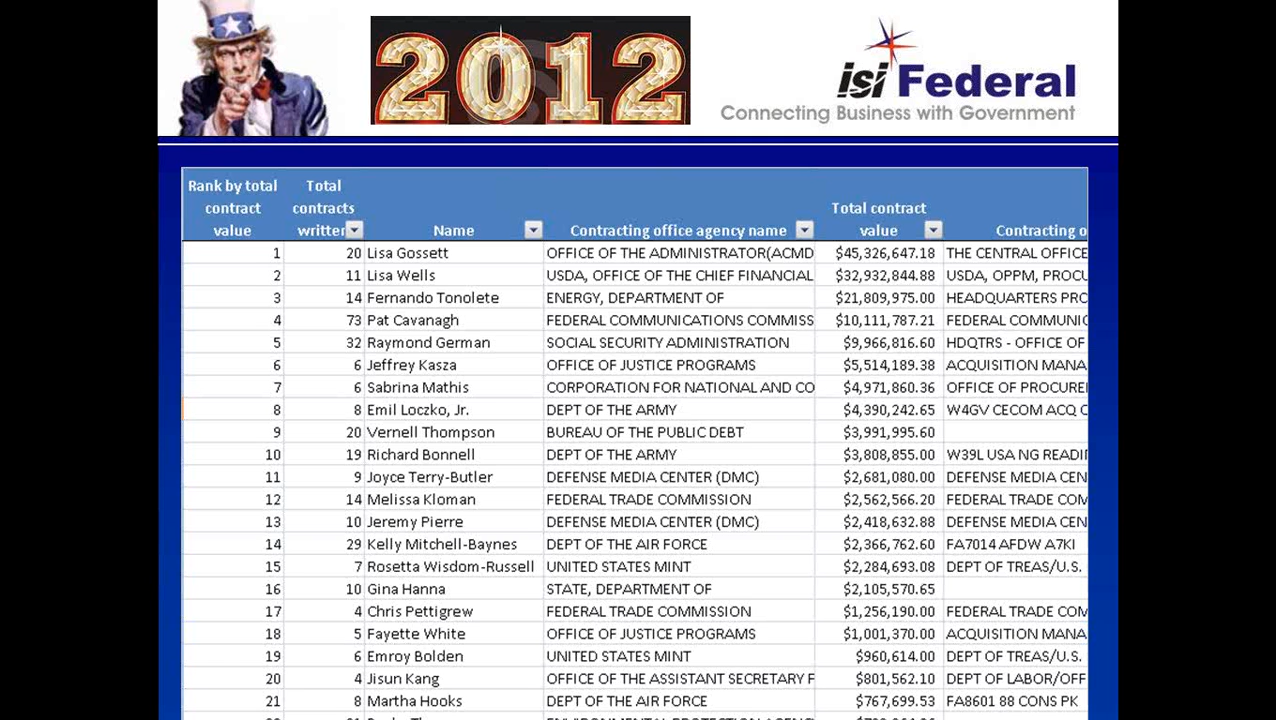 2012
isi Federal
Connecting Business with Government
Rank by total contract value Total contracts written Name Contracting office agency name Total contract value Contracting o
1 20 Lisa Gossett OFFICE OF THE ADMINISTRATOR(ACMD $45,326,647.18 THE CENTRAL OFFICE
2 11 Lisa Wells USDA, OFFICE OF THE CHIEF FINANCIAL $32,932,844.88 USDA, OPPM, PROCU
3 14 Fernando Tonolete ENERGY, DEPARTMENT OF $21,809,975.00 HEADQUARTERS PRO
4 73 Pat Cavanagh FEDERAL COMMUNICATIONS COMMISS $10,111,787.21 FEDERAL COMMUNIC
5 32 Raymond German SOCIAL SECURITY ADMINISTRATION $9,966,816.60 HDQTRS - OFFICE OF
6 6 Jeffrey Kasza OFFICE OF JUSTICE PROGRAMS $5,514,189.38 ACQUISITION MANA
7 6 Sabrina Mathis CORPORATION FOR NATIONAL AND CO $4,971,860.36 OFFICE OF PROCUREI
8 8 Emil Loczko, Jr. DEPT OF THE ARMY $4,390,242.65 W4GV CECOM ACQ C
9 20 Vernell Thompson BUREAU OF THE PUBLIC DEBT $3,991,995.60
10 19 Richard Bonnell DEPT OF THE ARMY $3,808,855.00 W39L USA NG READI
11 9 Joyce Terry-Butler DEFENSE MEDIA CENTER (DMC) $2,681,080.00 DEFENSE MEDIA CEN
12 14 Melissa Kloman FEDERAL TRADE COMMISSION $2,562,566.20 FEDERAL TRADE COM
13 10 Jeremy Pierre DEFENSE MEDIA CENTER (DMC) $2,418,632.88 DEFENSE MEDIA CEN
14 29 Kelly Mitchell-Baynes DEPT OF THE AIR FORCE $2,366,762.60 FA7014 AFDW A7KI
15 7 Rosetta Wisdom-Russell UNITED STATES MINT $2,284,693.08 DEPT OF TREAS/U.S.
16 10 Gina Hanna STATE, DEPARTMENT OF $2,105,570.65
17 4 Chris Pettigrew FEDERAL TRADE COMMISSION $1,256,190.00 FEDERAL TRADE COM
18 5 Fayette White OFFICE OF JUSTICE PROGRAMS $1,001,370.00 ACQUISITION MANA
19 6 Emroy Bolden UNITED STATES MINT $960,614.00 DEPT OF TREAS/U.S.
20 4 Jisun Kang OFFICE OF THE ASSISTANT SECRETARY F $801,562.10 DEPT OF LABOR/OFF
21 8 Martha Hooks DEPT OF THE AIR FORCE $767,699.53 FA8601 88 CONS PK